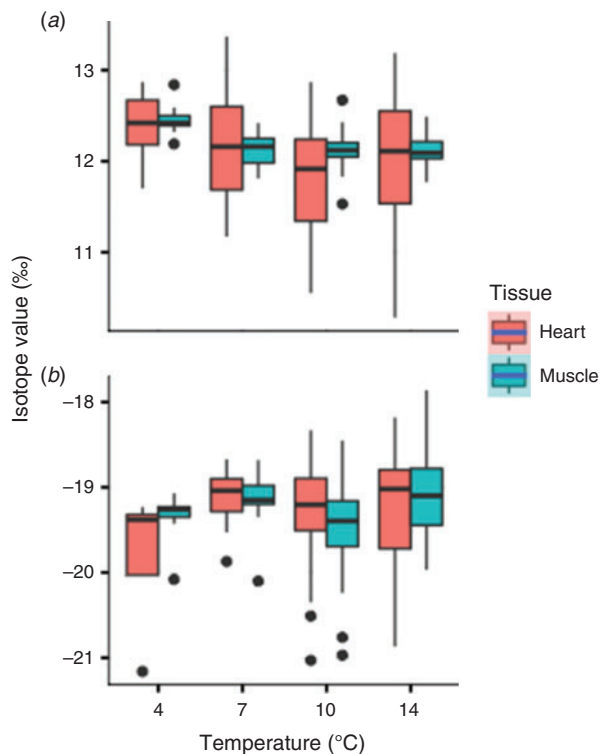 (a)
13
12
11
Isotope value (‰)
(b)
–18
–19
–20
–21
4 7 10 14
Temperature (°C)
Tissue
Heart
Muscle